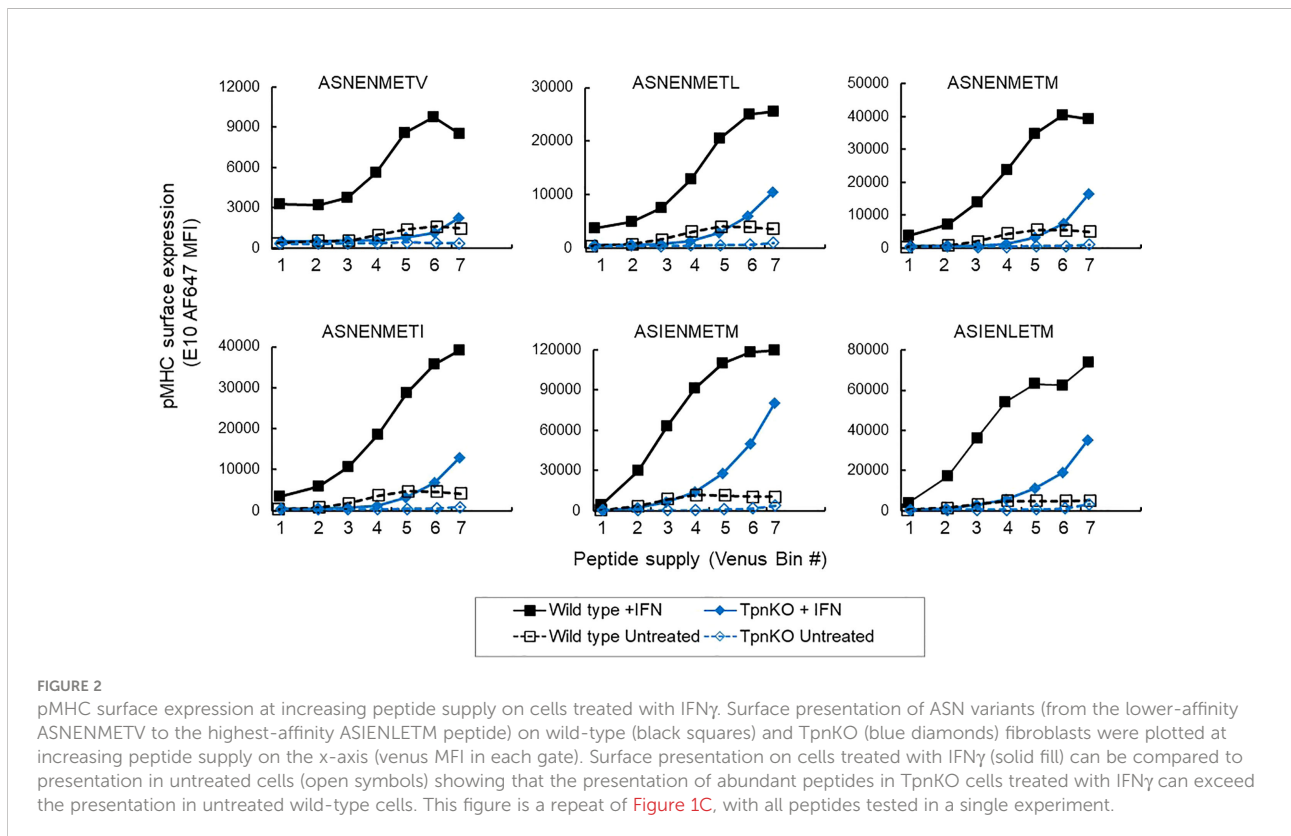 ASNENMETV
ASNENMETL
ASNENMETM
12000
9000
6000
3000
0
1 2 3 4 5 6 7
30000
20000
10000
0
1 2 3 4 5 6 7
50000
40000
30000
20000
10000
0
1 2 3 4 5 6 7
pMHC surface expression
(E10 AF647 MFI)
ASNENMETI
ASIENMETM
ASIENLETM
40000
30000
20000
10000
0
1 2 3 4 5 6 7
120000
90000
60000
30000
0
1 2 3 4 5 6 7
80000
60000
40000
20000
0
1 2 3 4 5 6 7
Peptide supply (Venus Bin #)
Wild type +IFN TpnKO + IFN
Wild type Untreated TpnKO Untreated
FIGURE 2
pMHC surface expression at increasing peptide supply on cells treated with IFNγ. Surface presentation of ASN variants (from the lower-affinity
ASNENMETV to the highest-affinity ASIENLETM peptide) on wild-type (black squares) and TpnKO (blue diamonds) fibroblasts were plotted at
increasing peptide supply on the x-axis (venus MFI in each gate). Surface presentation on cells treated with IFNγ (solid fill) can be compared to
presentation in untreated cells (open symbols) showing that the presentation of abundant peptides in TpnKO cells treated with IFNγ can exceed
the presentation in untreated wild-type cells. This figure is a repeat of Figure 1C, with all peptides tested in a single experiment.